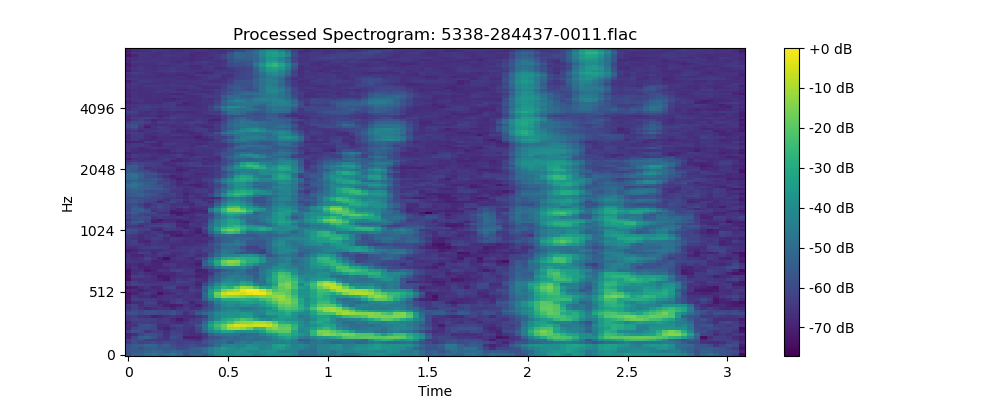 Processed Spectrogram: 5338-284437-0011.flac
Hz
4096
2048
1024
512
0
0
0.5
1
1.5
2
2.5
3
Time
+0 dB
-10 dB
-20 dB
-30 dB
-40 dB
-50 dB
-60 dB
-70 dB